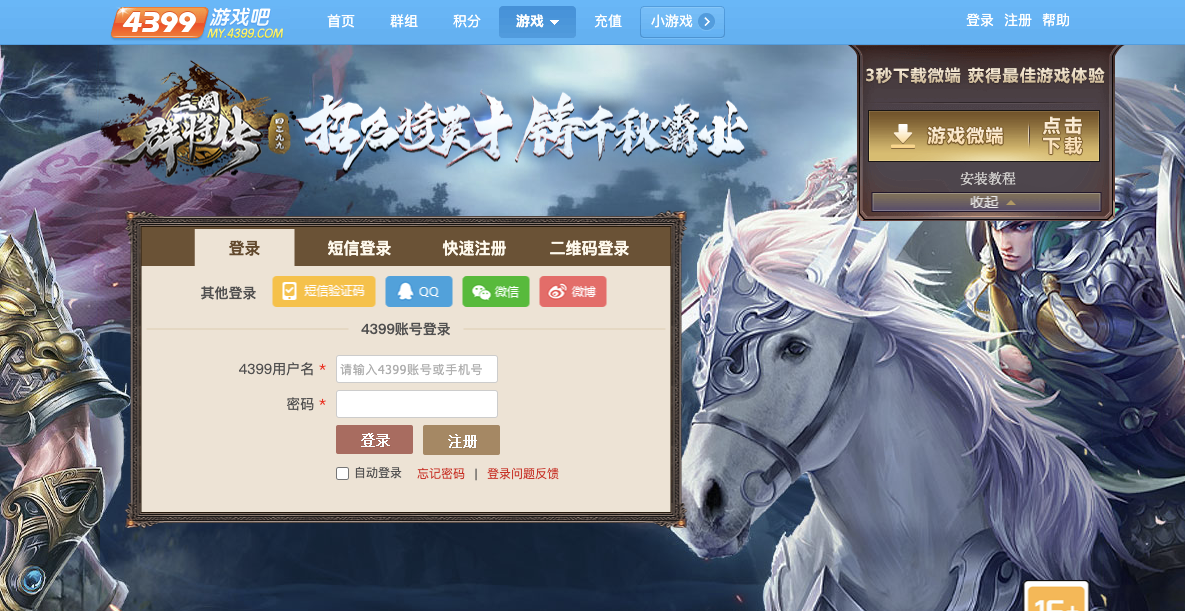 4399 游戏吧
MY.4399.COM
首页 群组 积分 游戏 充值 小游戏
登录 注册 帮助
三国
群将传
四三九九
招名将英才 铸千秋霸业
3秒下载微端 获得最佳游戏体验
游戏微端
点击
下载
安装教程
收起
登录 短信登录 快速注册 二维码登录
其他登录 短信验证码 QQ 微信 微博
4399账号登录
4399用户名 * 请输入4399账号或手机号
密码 *
登录 注册
自动登录 忘记密码 | 登录问题反馈